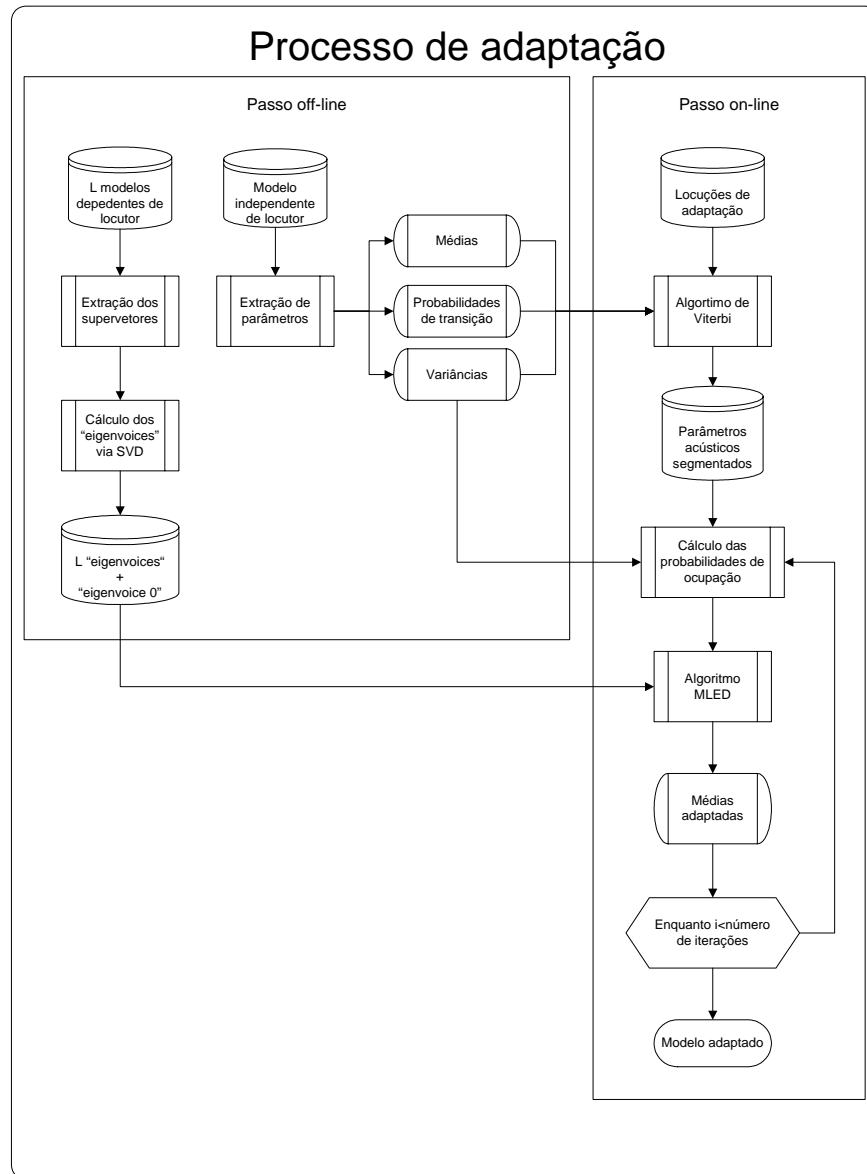 Processo de adaptação
Passo off-line
L modelos
depedentes de
locutor
Modelo
independente
de locutor
Extração dos
supervetores
Extração de
parâmetros
Médias
Probabilidades
de transição
Variâncias
Cálculo dos
“eigenvoices”
via SVD
L “eigenvoices“
+
“eigenvoice 0”
Passo on-line
Locuções de
adaptação
Algortimo de
Viterbi
Parâmetros
acústicos
segmentados
Cálculo das
probabilidades de
ocupação
Algoritmo
MLED
Médias
adaptadas
Enquanto i<número
de iterações
Modelo adaptado